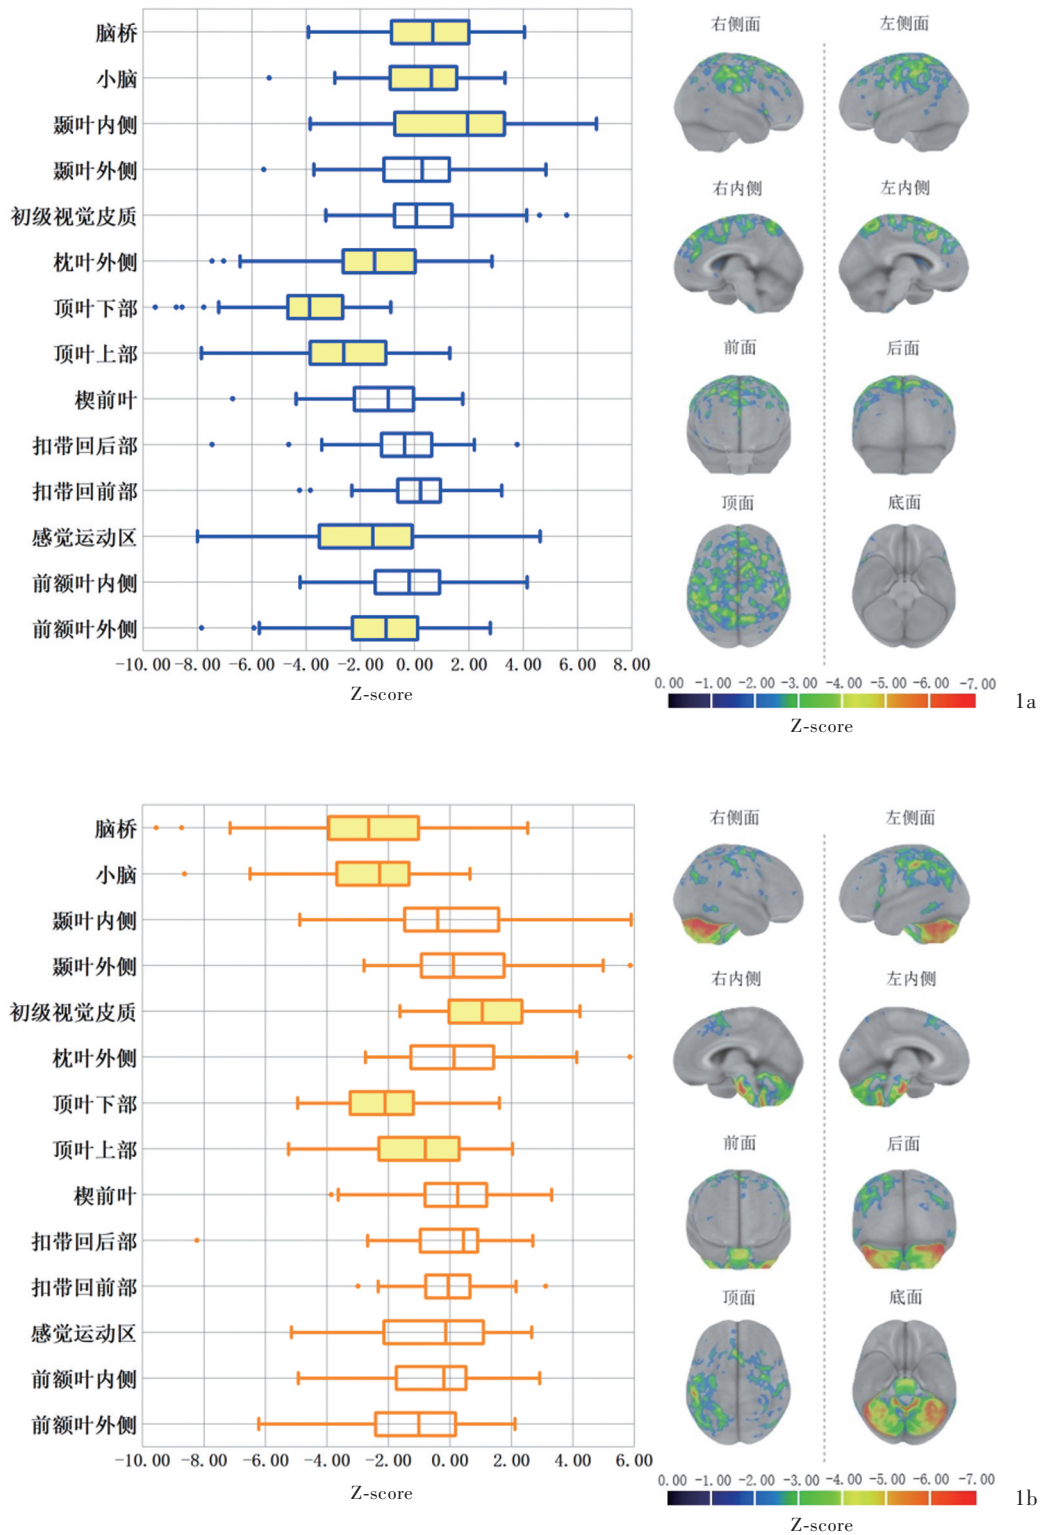 脑桥
小脑
颞叶内侧
颞叶外侧
初级视觉皮质
枕叶外侧
顶叶下部
顶叶上部
楔前叶
扣带回后部
扣带回前部
感觉运动区
前额叶内侧
前额叶外侧
-10.00 -8.00 -6.00 -4.00 -2.00 0.00 2.00 4.00 6.00 8.00
Z-score
右侧面 左侧面
右内侧 左内侧
前面 后面
顶面 底面
0.00 -1.00 -2.00 -3.00 -4.00 -5.00 -6.00 -7.00
Z-score
1a
脑桥
小脑
颞叶内侧
颞叶外侧
初级视觉皮质
枕叶外侧
顶叶下部
顶叶上部
楔前叶
扣带回后部
扣带回前部
感觉运动区
前额叶内侧
前额叶外侧
-10.00 -8.00 -6.00 -4.00 -2.00 0.00 2.00 4.00 6.00
Z-score
右侧面 左侧面
右内侧 左内侧
前面 后面
顶面 底面
0.00 -1.00 -2.00 -3.00 -4.00 -5.00 -6.00 -7.00
Z-score
1b